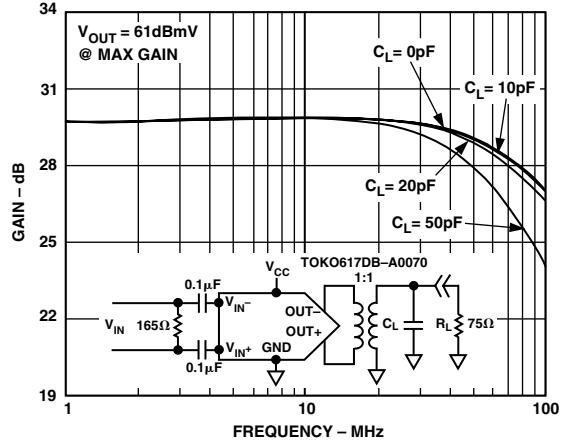 34
31
28
25
22
19
GAIN – dB
V_OUT = 61dBmV
@ MAX GAIN
C_L = 0pF
C_L = 10pF
C_L = 20pF
C_L = 50pF
TOKO617DB–A0070
1:1
V_CC
0.1µF
V_IN–
OUT–
V_IN
165Ω
OUT+
C_L
R_L
75Ω
V_IN+
GND
0.1µF
1
10
100
FREQUENCY – MHz